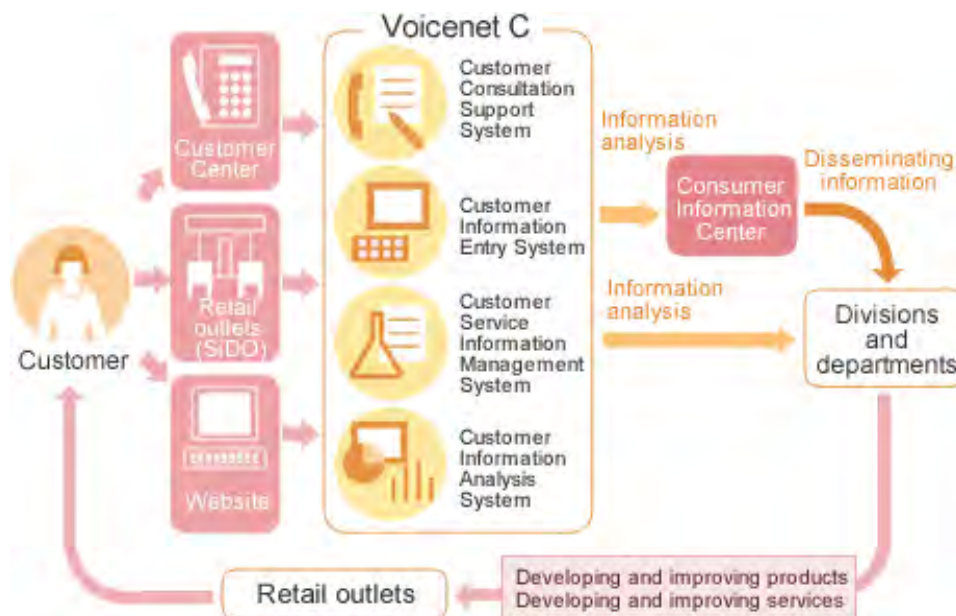 Voicenet C
Customer
Center
Retail
outlets
(SiDO)
Website
Customer
Customer
Consultation
Support
System
Customer
Information
Entry System
Customer
Service
Information
Management
System
Customer
Information
Analysis
System
Information
analysis
Information
analysis
Consumer
Information
Center
Disseminating
information
Divisions
and
departments
Developing and improving products
Developing and improving services
Retail outlets